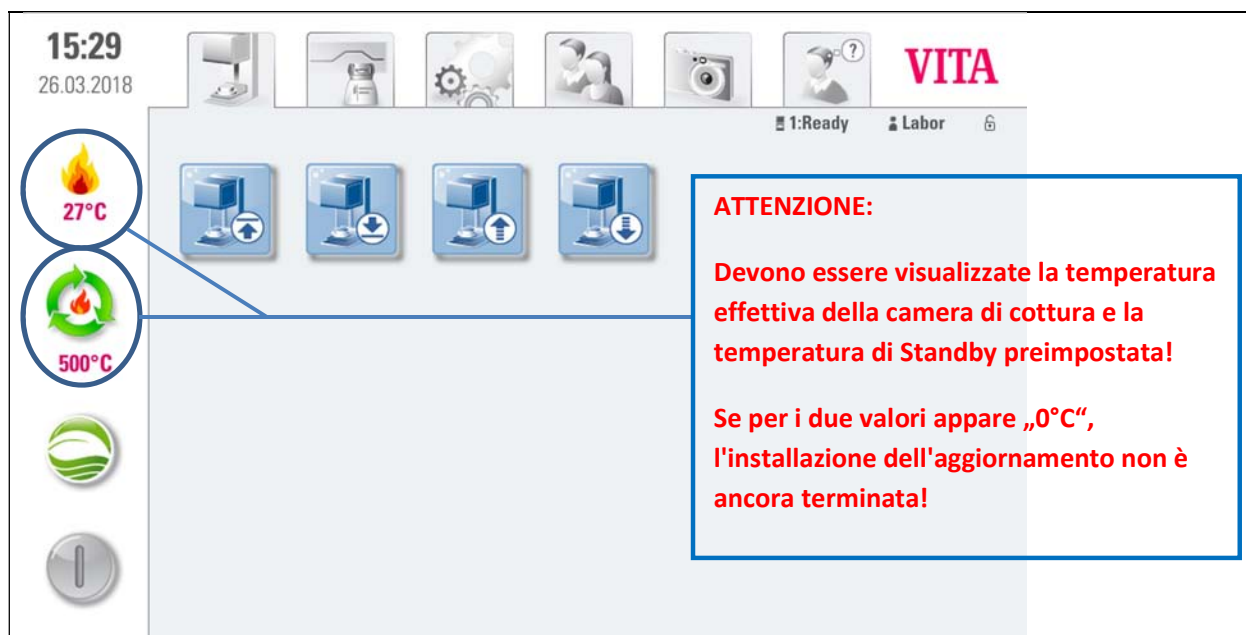 15:29
26.03.2018
?
VITA
1:Ready
Labor
27°C
500°C
ATTENZIONE:
Devono essere visualizzate la temperatura
effettiva della camera di cottura e la
temperatura di Standby preimpostata!
Se per i due valori appare „0°C“,
l'installazione dell'aggiornamento non è
ancora terminata!